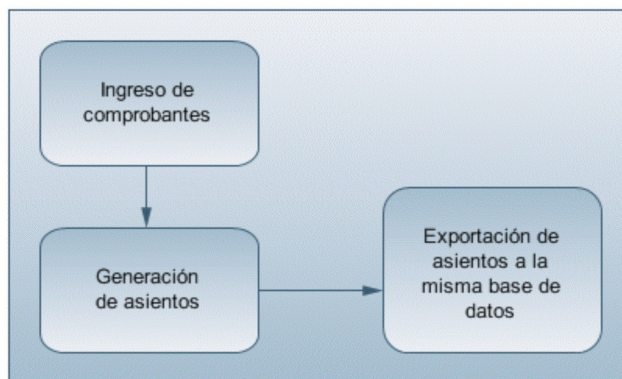 Ingreso de
comprobantes
Generación
de asientos
Exportación de
asientos a la
misma base de
datos